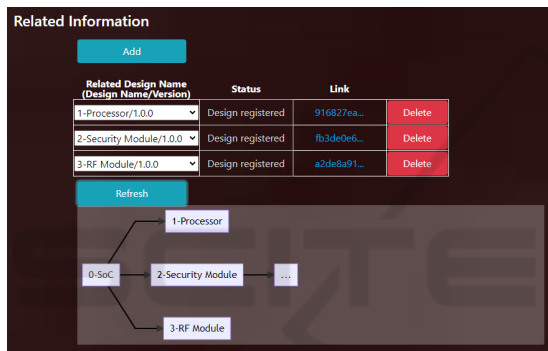 Related Information
Add
Related Design Name
(Design Name/Version)
Status
Link
1-Processor/1.0.0 Design registered 916827ea... Delete
2-Security Module/1.0.0 Design registered fb3de0e6... Delete
3-RF Module/1.0.0 Design registered a2de8a91... Delete
Refresh
1-Processor
0-SoC 2-Security Module ...
3-RF Module